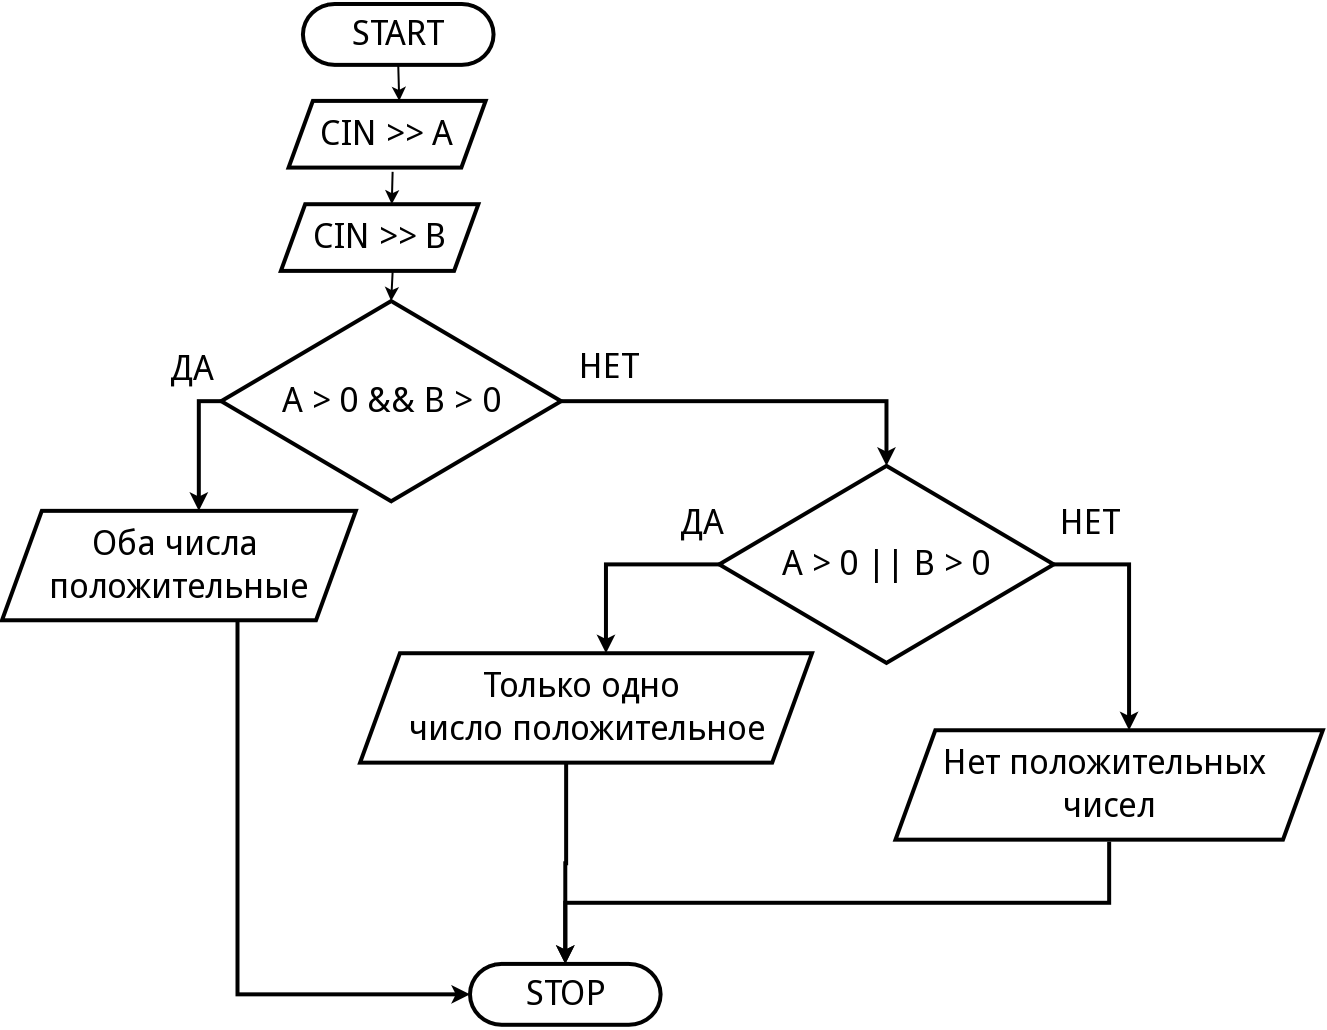 START
CIN >> A
CIN >> B
ДА
НЕТ
A > 0 && B > 0
ДА
НЕТ
A > 0 || B > 0
Оба числа
положительные
Только одно
число положительное
Нет положительных
чисел
STOP